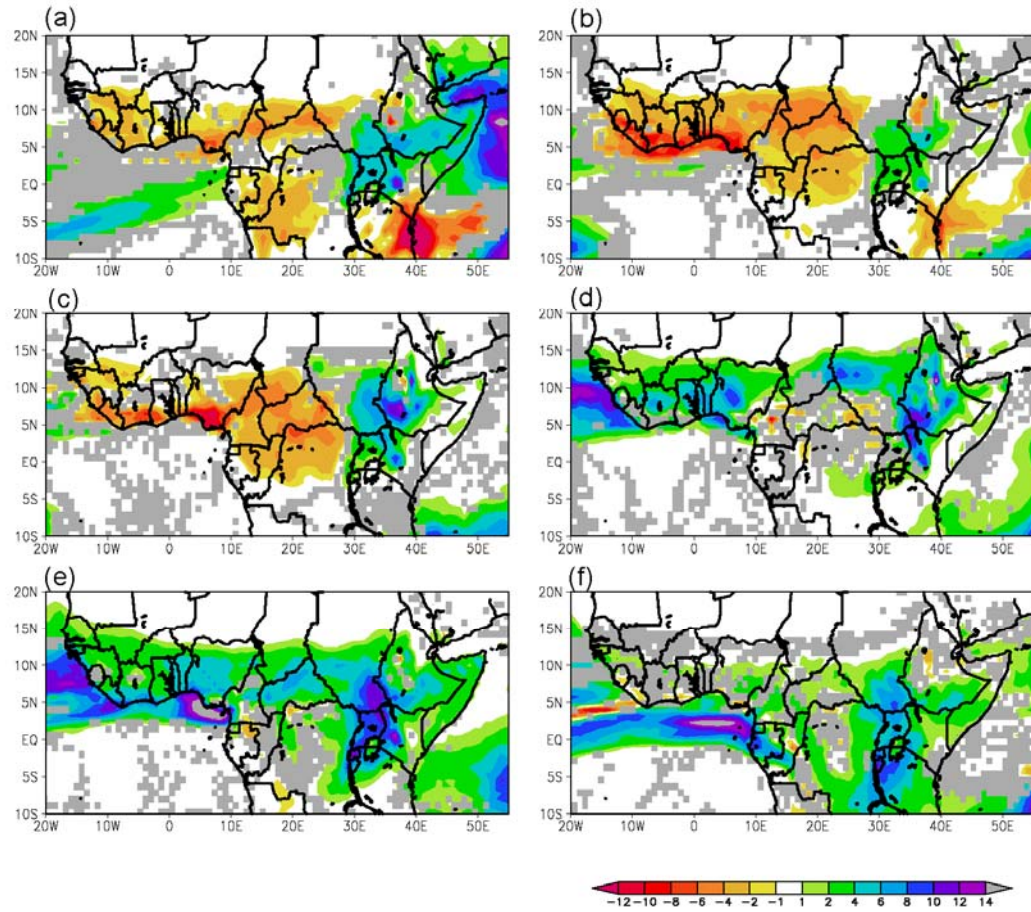 (a) (b)
20N 20N
15N 15N
10N 10N
5N 5N
EQ EQ
5S 5S
10S 10S
20W 10W 0 10E 20E 30E 40E 50E 20W 10W 0 10E 20E 30E 40E 50E
(c) (d)
20N 20N
15N 15N
10N 10N
5N 5N
EQ EQ
5S 5S
10S 10S
20W 10W 0 10E 20E 30E 40E 50E 20W 10W 0 10E 20E 30E 40E 50E
(e) (f)
20N 20N
15N 15N
10N 10N
5N 5N
EQ EQ
5S 5S
10S 10S
20W 10W 0 10E 20E 30E 40E 50E 20W 10W 0 10E 20E 30E 40E 50E
-12 -10 -8 -6 -4 -2 -1 1 2 4 6 8 10 12 14